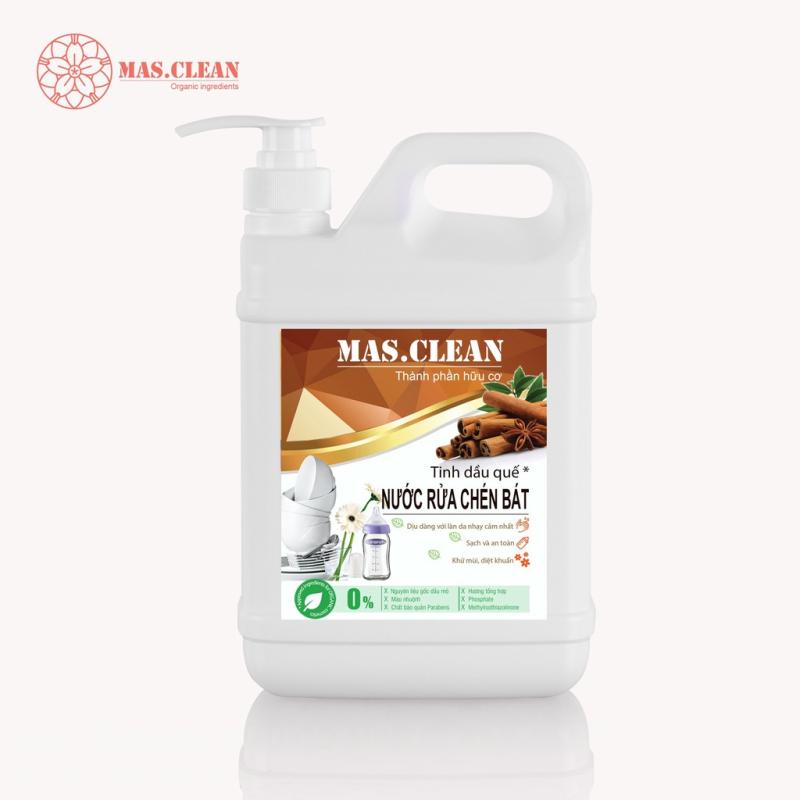 MAS.CLEAN
Organic ingredients
MAS.CLEAN
Thành phần hữu cơ
Tinh dầu quế *
NƯỚC RỬA CHÉN BÁT
Dịu dàng với làn da nhạy cảm nhất
Sạch và an toàn
Khử mùi, diệt khuẩn
0%
X Nguyên liệu gốc dầu mỏ
X Màu nhuộm
X Chất bảo quản Parabens
X Hương tổng hợp
X Phosphate
X Methylisothiazolinone